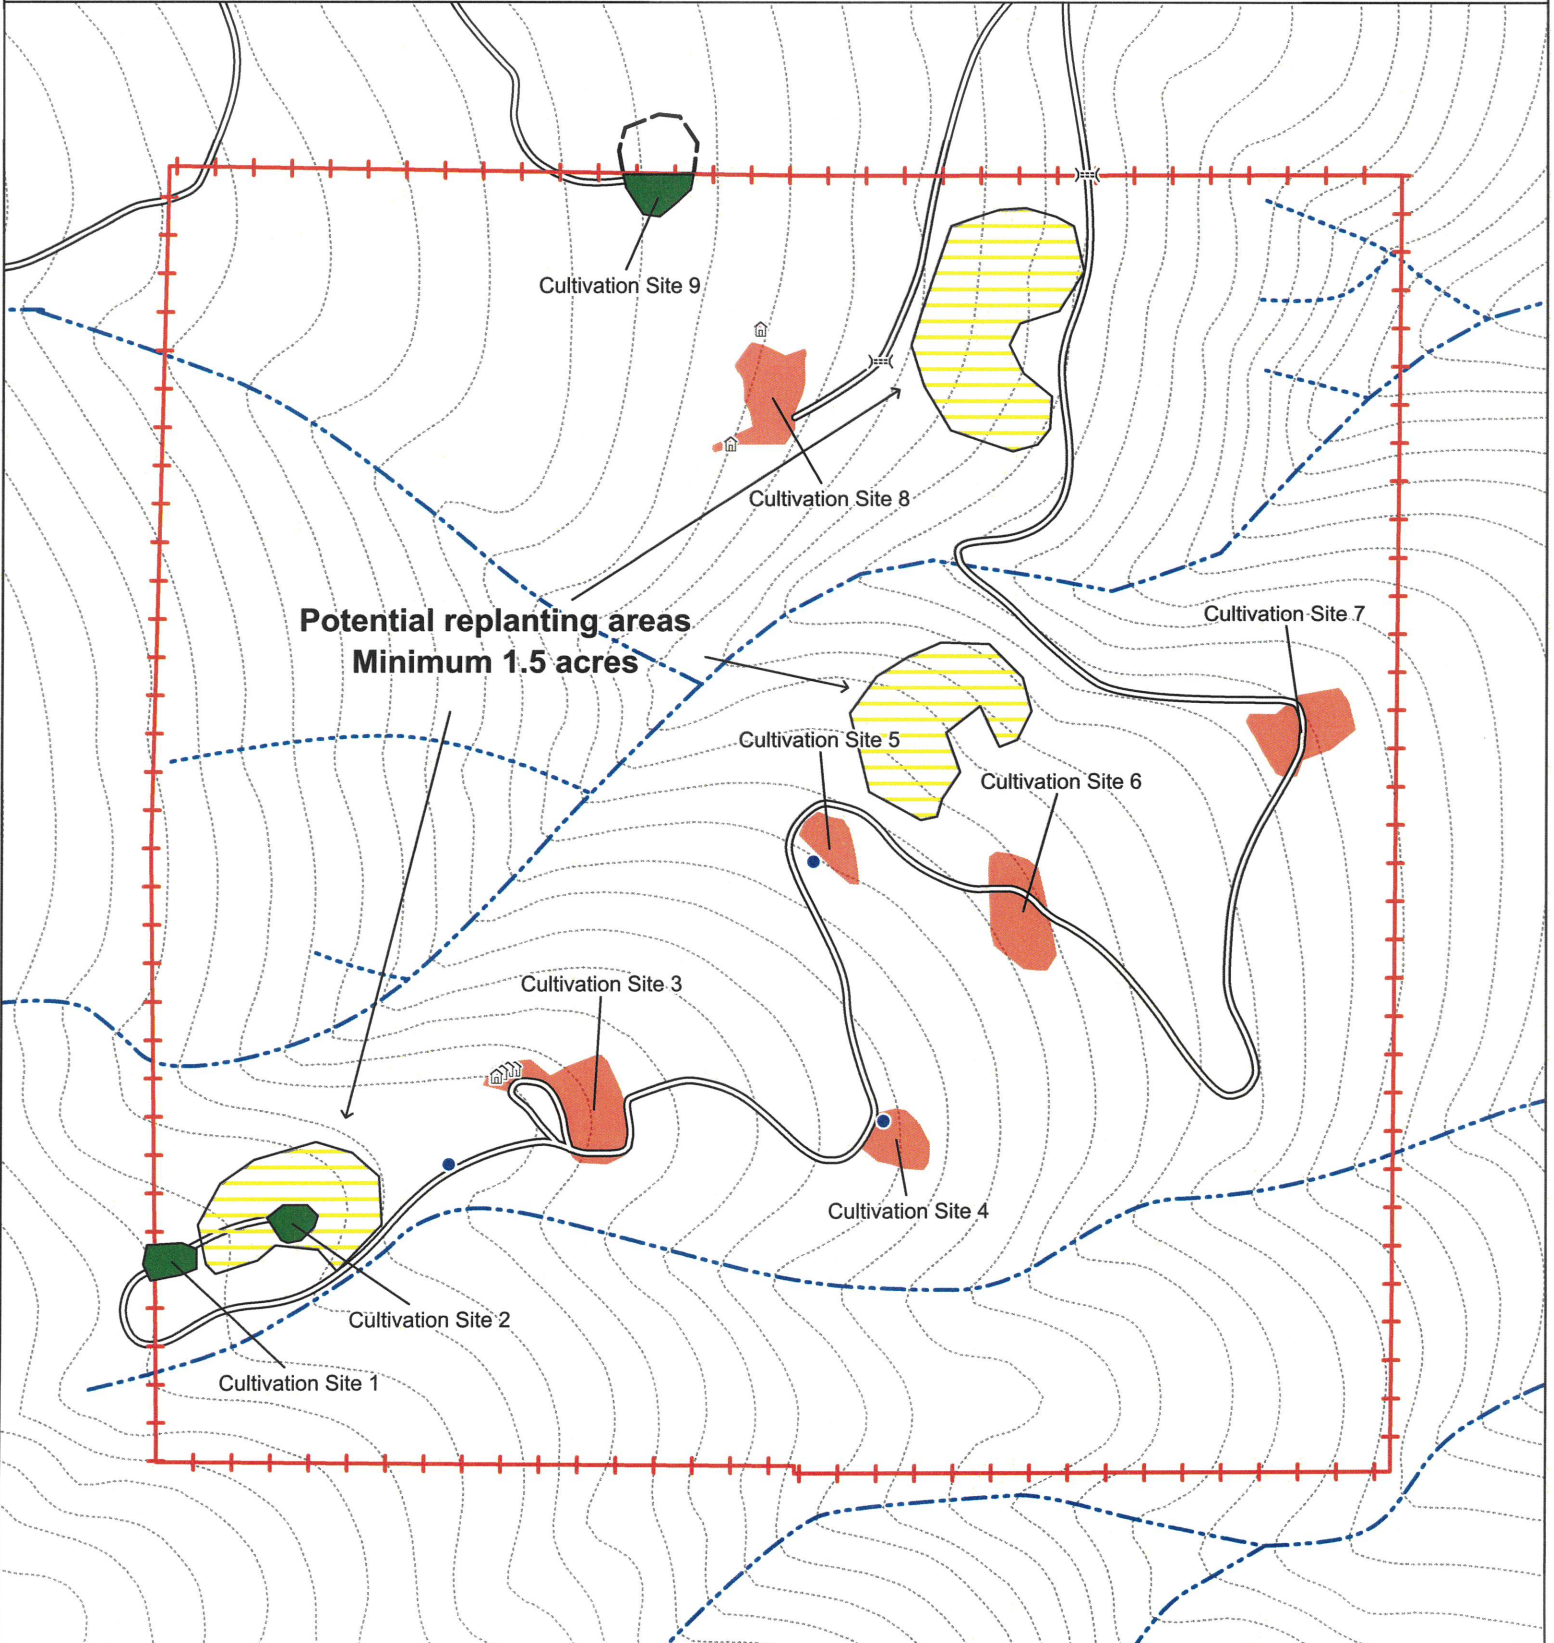 Cultivation Site 9
Cultivation Site 8
Potential replanting areas
Minimum 1.5 acres
Cultivation Site 7
Cultivation Site 5
Cultivation Site 6
Cultivation Site 3
Cultivation Site 4
Cultivation Site 2
Cultivation Site 1